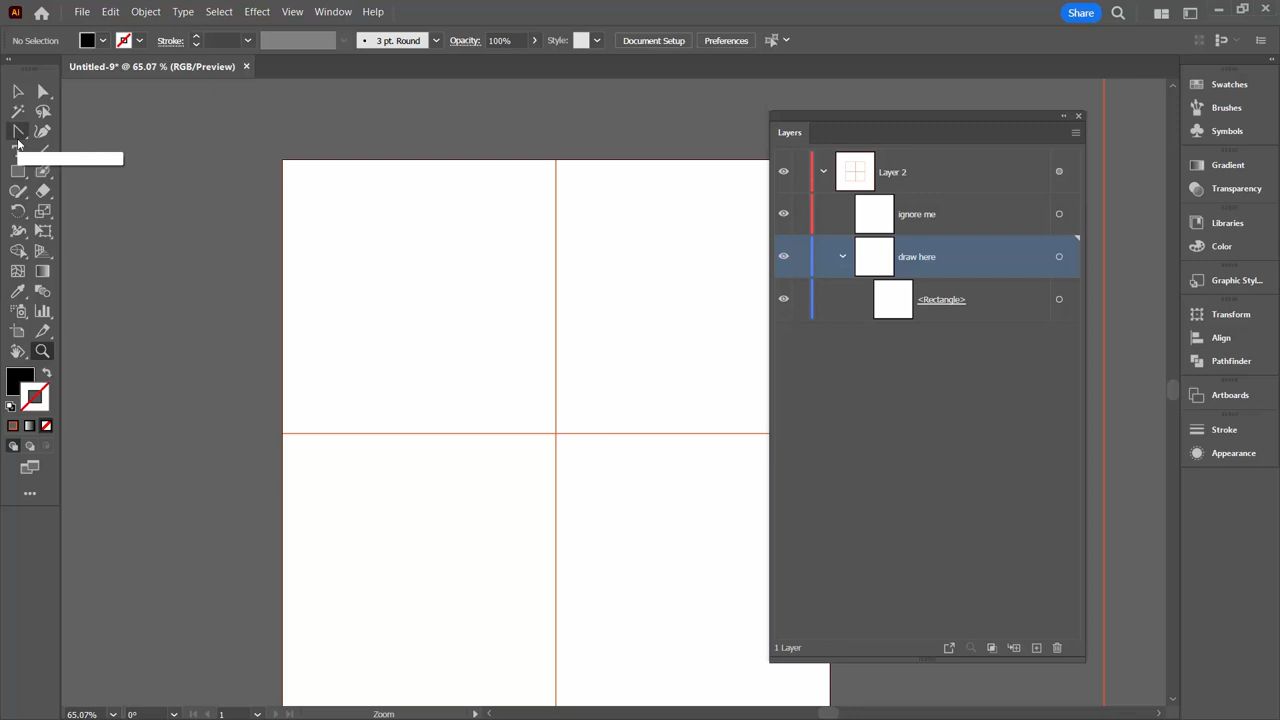 Ai File Edit Object Type Select Effect View Window Help Share
No Selection Stroke: 3 pt. Round Opacity: 100% Style: Document Setup Preferences
Untitled-9* @ 65.07 % (RGB/Preview)
Layers
Layer 2
ignore me
draw here
<Rectangle>
1 Layer
Swatches
Brushes
Symbols
Gradient
Transparency
Libraries
Color
Graphic Styl...
Transform
Align
Pathfinder
Artboards
Stroke
Appearance
65.07% 0° 1 Zoom